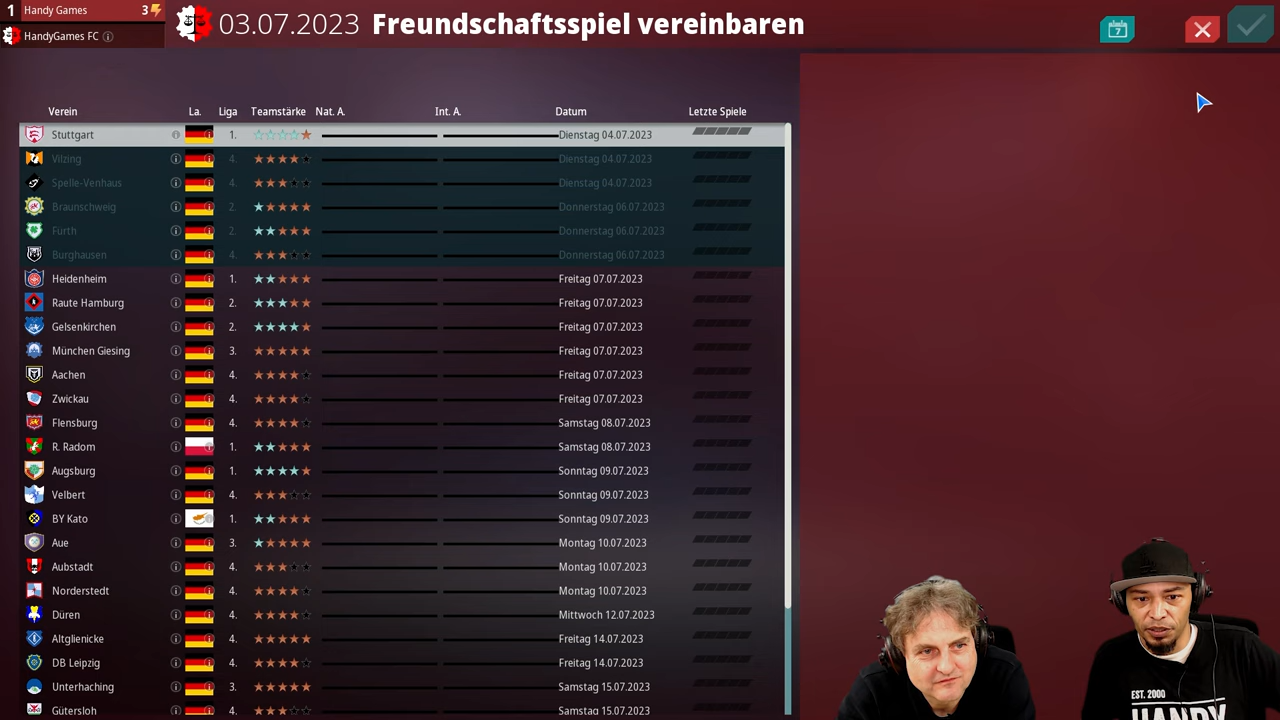 1 Handy Games 3
HandyGames FC
03.07.2023 Freundschaftsspiel vereinbaren
7
Verein La. Liga Teamstärke Nat. A. Int. A. Datum Letzte Spiele
Stuttgart 1. Dienstag 04.07.2023
Vilzing 4. Dienstag 04.07.2023
Spelle-Venhaus 4. Dienstag 04.07.2023
Braunschweig 2. Donnerstag 06.07.2023
Fürth 2. Donnerstag 06.07.2023
Burghausen 4. Donnerstag 06.07.2023
Heidenheim 1. Freitag 07.07.2023
Raute Hamburg 2. Freitag 07.07.2023
Gelsenkirchen 2. Freitag 07.07.2023
München Giesing 3. Freitag 07.07.2023
Aachen 4. Freitag 07.07.2023
Zwickau 4. Freitag 07.07.2023
Flensburg 4. Samstag 08.07.2023
R. Radom 1. Samstag 08.07.2023
Augsburg 1. Sonntag 09.07.2023
Velbert 4. Sonntag 09.07.2023
BY Kato 1. Sonntag 09.07.2023
Aue 3. Montag 10.07.2023
Aubstadt 4. Montag 10.07.2023
Norderstedt 4. Montag 10.07.2023
Düren 4. Mittwoch 12.07.2023
Altglienicke 4. Freitag 14.07.2023
DB Leipzig 4. Freitag 14.07.2023
Unterhaching 3. Samstag 15.07.2023
Gütersloh 4. Samstag 15.07.2023
EST. 2000
HANDY